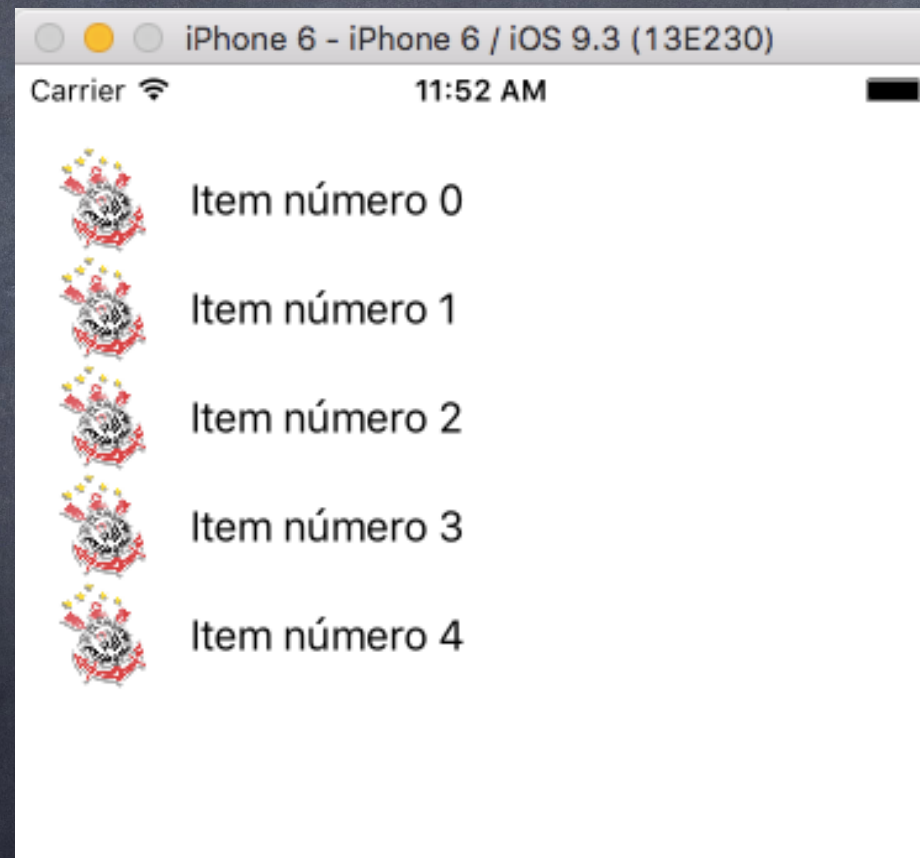 iPhone 6 - iPhone 6 / iOS 9.3 (13E230)
Carrier 11:52 AM
Item número 0
Item número 1
Item número 2
Item número 3
Item número 4